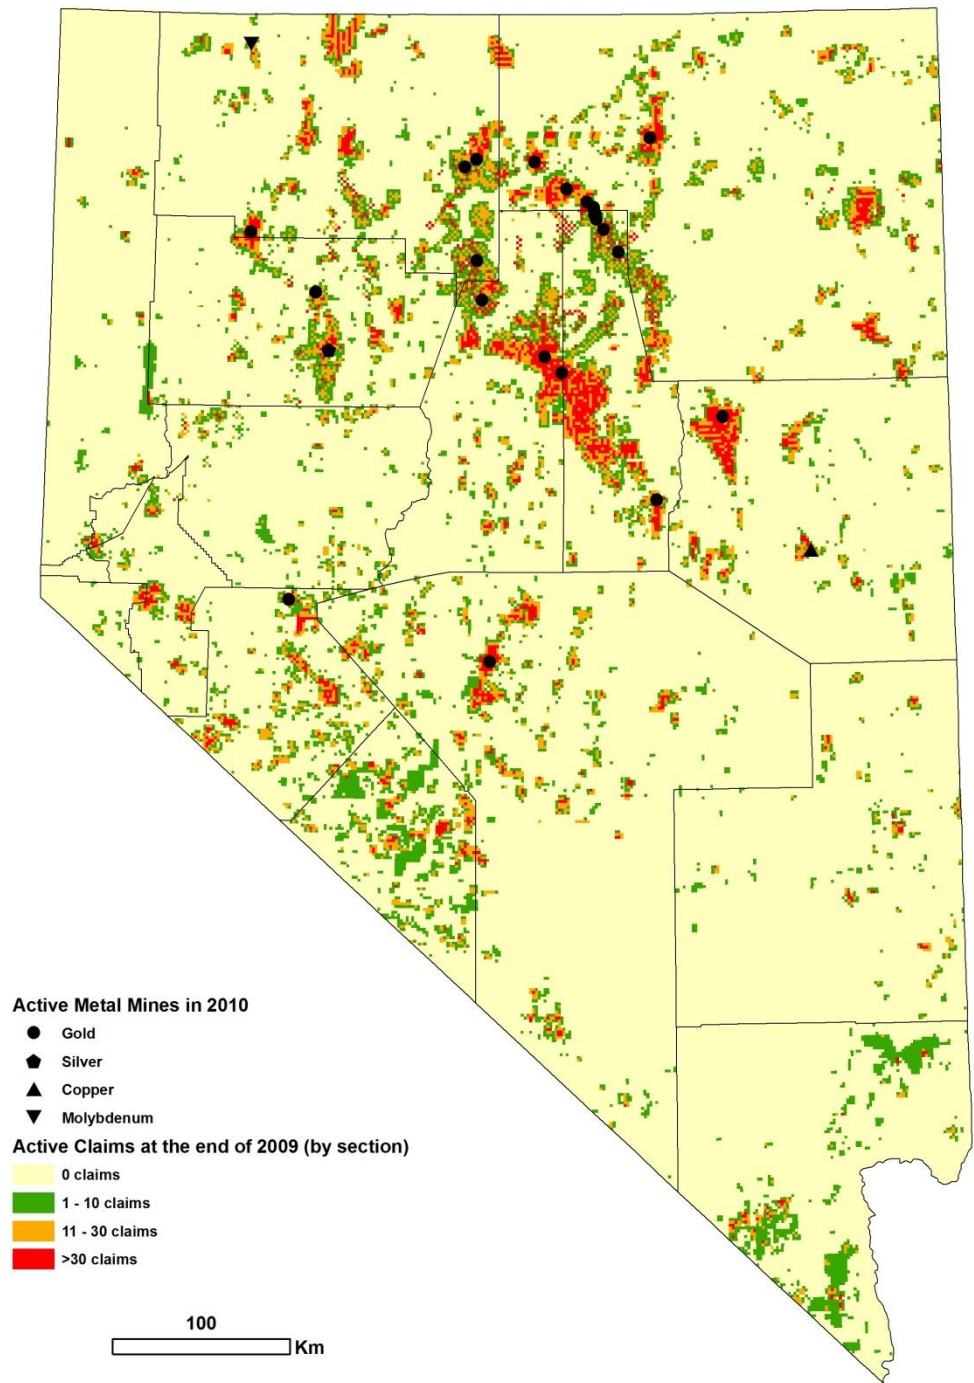 Active Metal Mines in 2010
Gold
Silver
Copper
Molybdenum
Active Claims at the end of 2009 (by section)
0 claims
1 - 10 claims
11 - 30 claims
>30 claims
100
Km